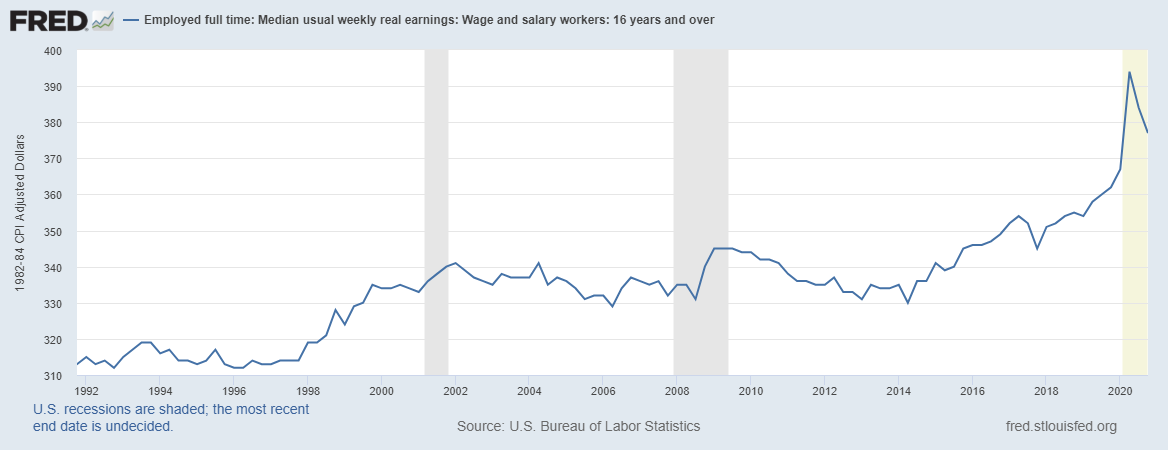 FRED
Employed full time: Median usual weekly real earnings: Wage and salary workers: 16 years and over
1982-84 CPI Adjusted Dollars
400
390
380
370
360
350
340
330
320
310
1992 1994 1996 1998 2000 2002 2004 2006 2008 2010 2012 2014 2016 2018 2020
U.S. recessions are shaded; the most recent
end date is undecided.
Source: U.S. Bureau of Labor Statistics
fred.stlouisfed.org